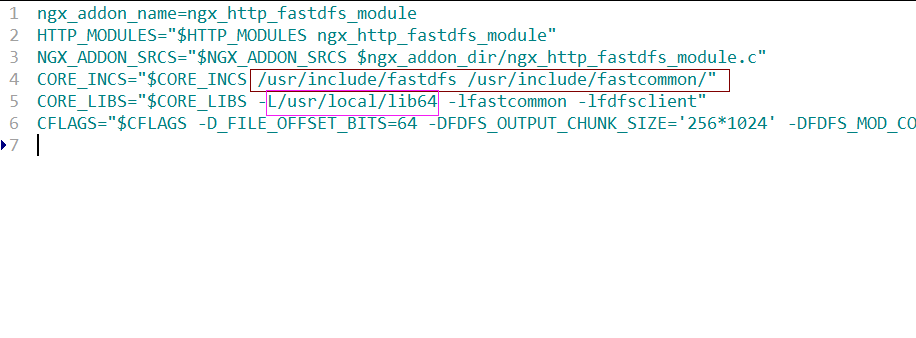 1 ngx_addon_name=ngx_http_fastdfs_module
2 HTTP_MODULES="$HTTP_MODULES ngx_http_fastdfs_module"
3 NGX_ADDON_SRCS="$NGX_ADDON_SRCS $ngx_addon_dir/ngx_http_fastdfs_module.c"
4 CORE_INCS="$CORE_INCS /usr/include/fastdfs /usr/include/fastcommon/"
5 CORE_LIBS="$CORE_LIBS -L/usr/local/lib64 -lfastcommon -lfdfsclient"
6 CFLAGS="$CFLAGS -D_FILE_OFFSET_BITS=64 -DFDFS_OUTPUT_CHUNK_SIZE='256*1024' -DFDFS_MOD_CO
7